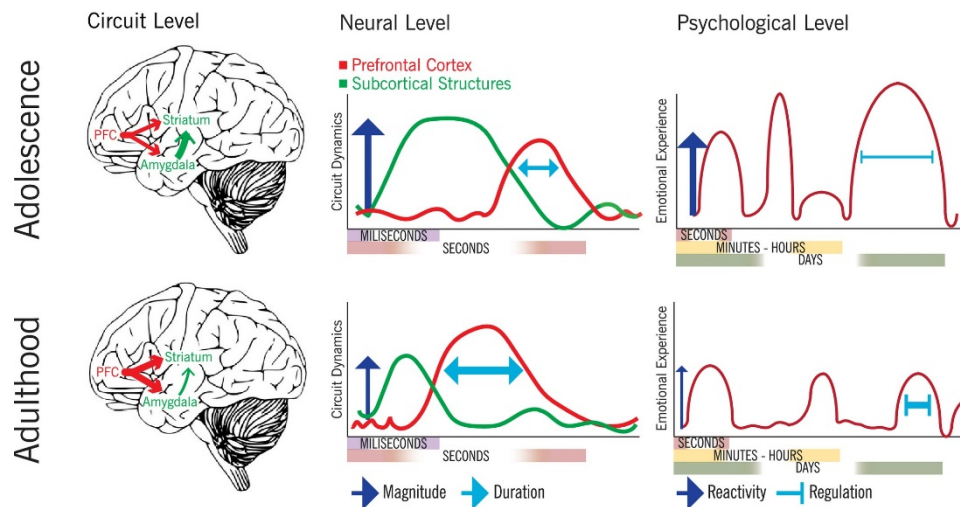 Circuit Level
Neural Level
Psychological Level
Adolescence
PFC
Striatum
Amygdala
Prefrontal Cortex
Subcortical Structures
Circuit Dynamics
MILISECONDS
SECONDS
Emotional Experience
SECONDS
MINUTES - HOURS
DAYS
Adulthood
PFC
Striatum
Amygdala
Circuit Dynamics
MILISECONDS
SECONDS
Magnitude
Duration
Emotional Experience
SECONDS
MINUTES - HOURS
DAYS
Reactivity
Regulation